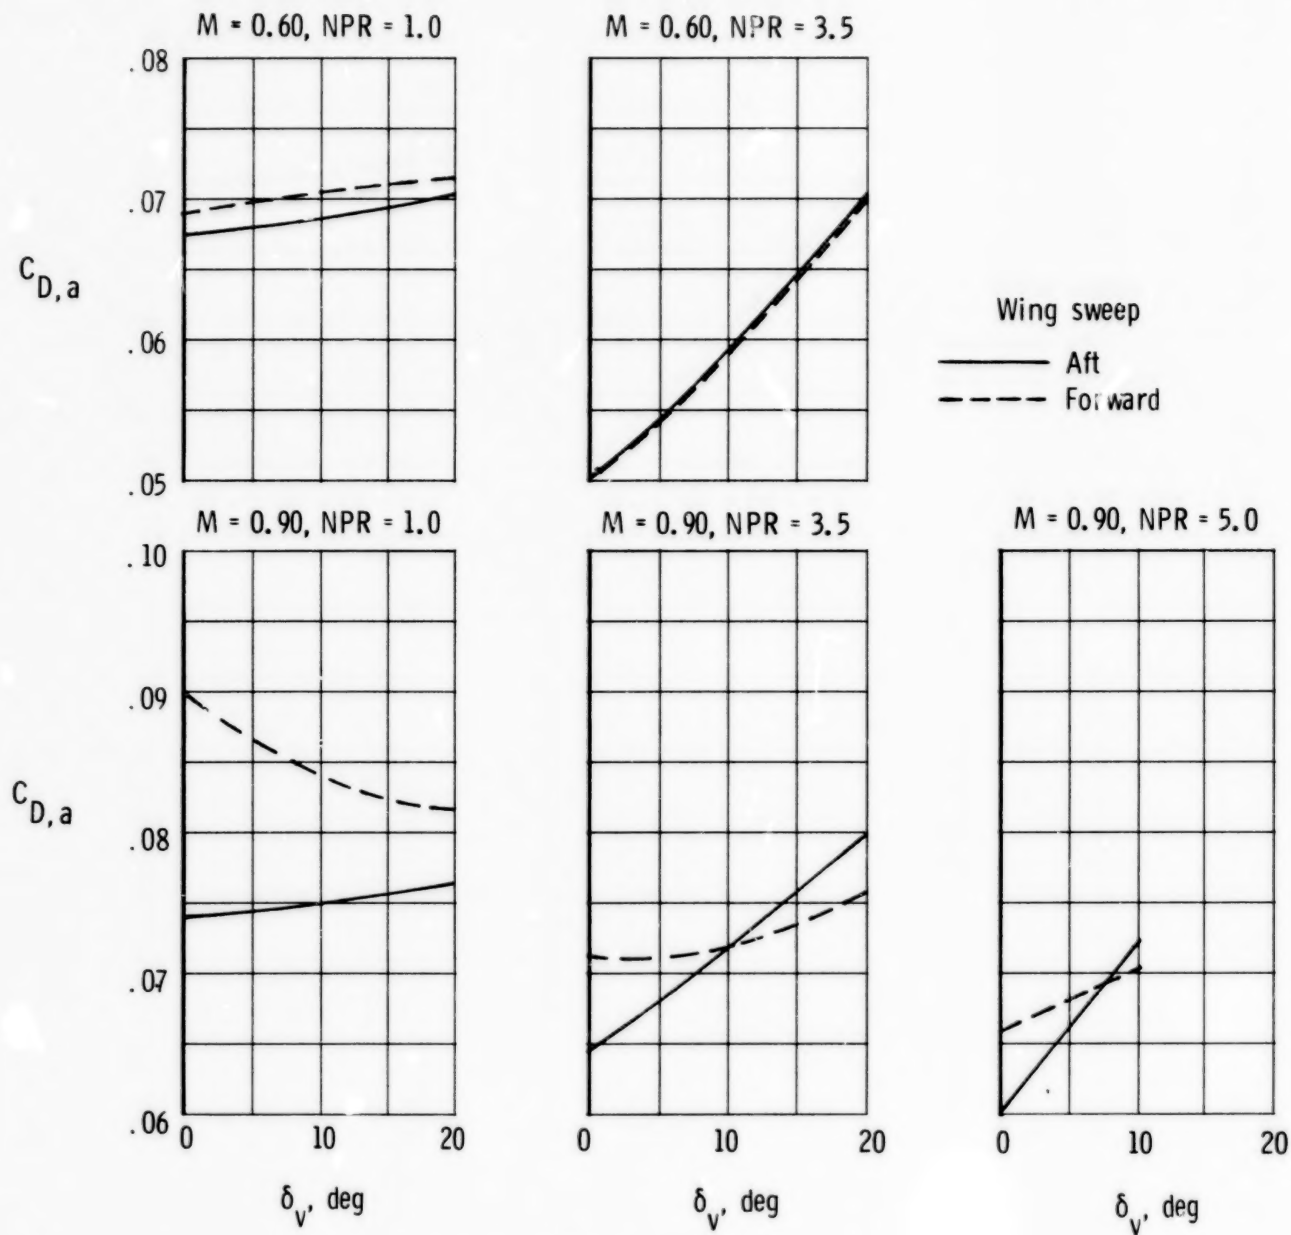 M = 0.60, NPR = 1.0
M = 0.60, NPR = 3.5
.08
.07
.06
.05
C_D,a
Wing sweep
Aft
Forward
M = 0.90, NPR = 1.0
M = 0.90, NPR = 3.5
M = 0.90, NPR = 5.0
.10
.09
.08
.07
.06
C_D,a
0 10 20
0 10 20
0 10 20
δ_v, deg
δ_v, deg
δ_v, deg